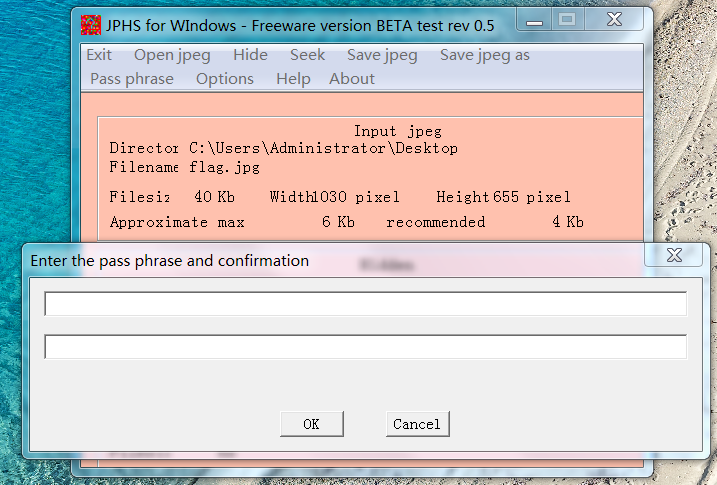 JPHS for WIndows - Freeware version BETA test rev 0.5
Exit Open jpeg Hide Seek Save jpeg Save jpeg as
Pass phrase Options Help About
Input jpeg
Director C:\Users\Administrator\Desktop
Filename flag.jpg
Filesiz 40 Kb Width 1030 pixel Height 655 pixel
Approximate max 6 Kb recommended 4 Kb
Enter the pass phrase and confirmation
OK Cancel